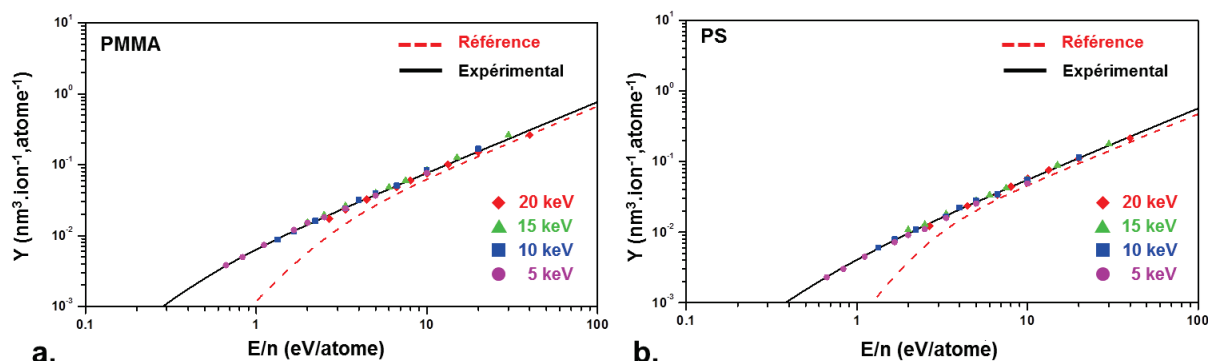 PMMA
Référence
Expérimental
Y (nm³.ion⁻¹,atome⁻¹)
10¹
10⁰
10⁻¹
10⁻²
10⁻³
20 keV
15 keV
10 keV
5 keV
0.1 1 10 100
E/n (eV/atome)
a.
PS
Référence
Expérimental
Y (nm³.ion⁻¹,atome⁻¹)
10¹
10⁰
10⁻¹
10⁻²
10⁻³
20 keV
15 keV
10 keV
5 keV
0.1 1 10 100
E/n (eV/atome)
b.